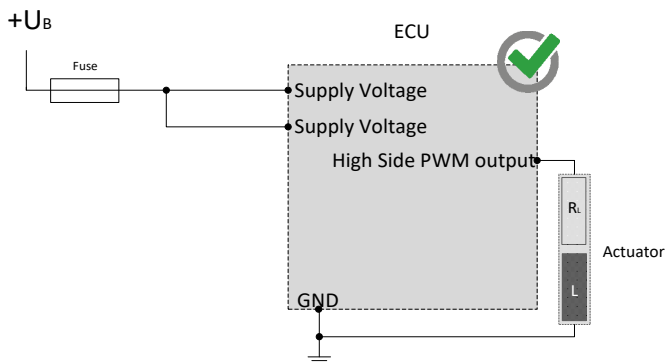 +UB
ECU
Fuse
Supply Voltage
Supply Voltage
High Side PWM output
RL
Actuator
L
GND